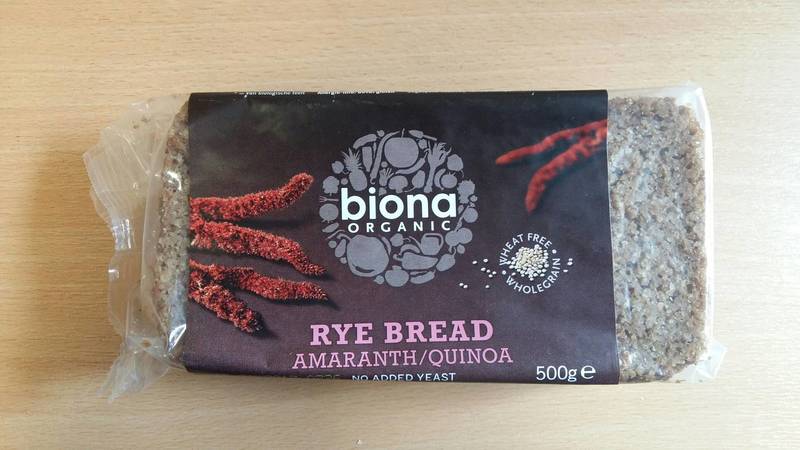 biona
ORGANIC
WHEAT FREE
WHOLEGRAIN
RYE BREAD
AMARANTH/QUINOA
NO ADDED YEAST
500g ℮